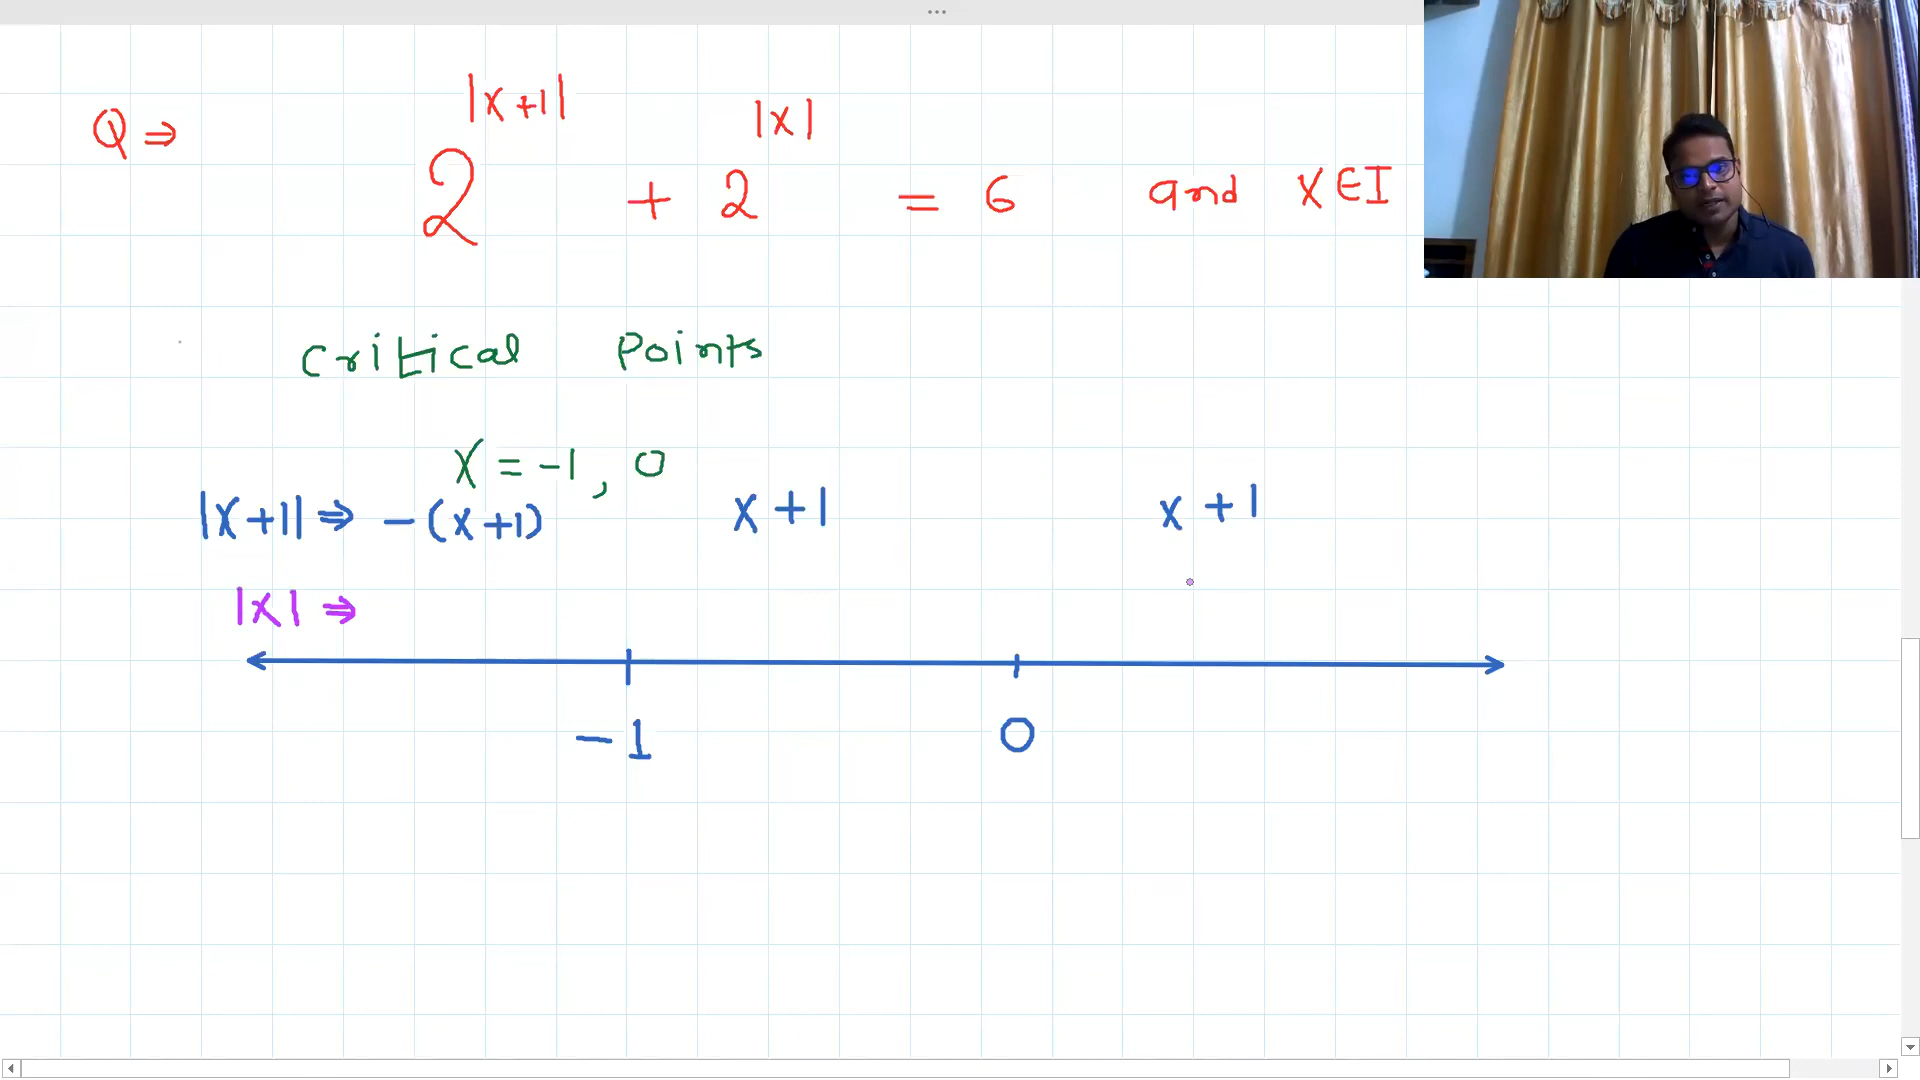 Q ⇒ 2^|x+1| + 2^|x| = 6 and x∈I
Critical Points
x = -1, 0
|x+1| ⇒ -(x+1) x+1 x+1
|x| ⇒
-1 0